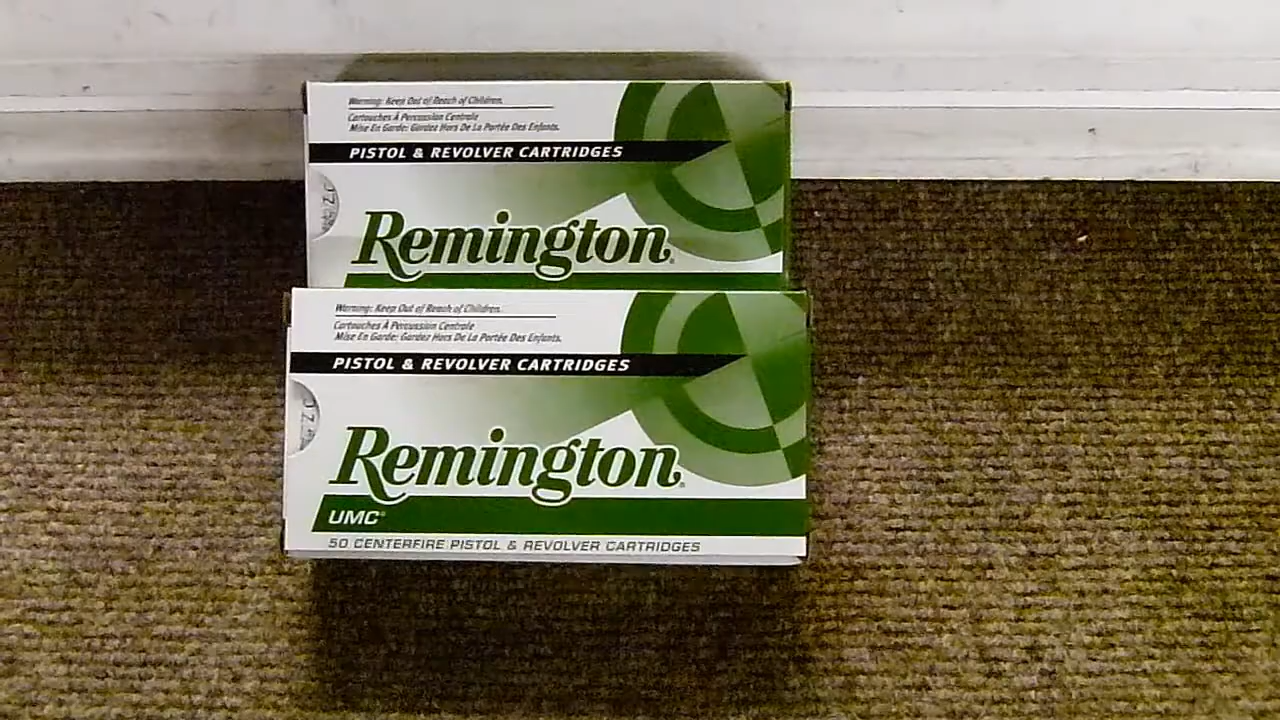 Warning: Keep Out of Reach of Children.
Cartouches À Percussion Centrale
Mise En Garde: Gardez Hors De La Portée Des Enfants.
PISTOL & REVOLVER CARTRIDGES
Remington
Warning: Keep Out of Reach of Children.
Cartouches À Percussion Centrale
Mise En Garde: Gardez Hors De La Portée Des Enfants.
PISTOL & REVOLVER CARTRIDGES
Remington®
UMC®
50 CENTERFIRE PISTOL & REVOLVER CARTRIDGES